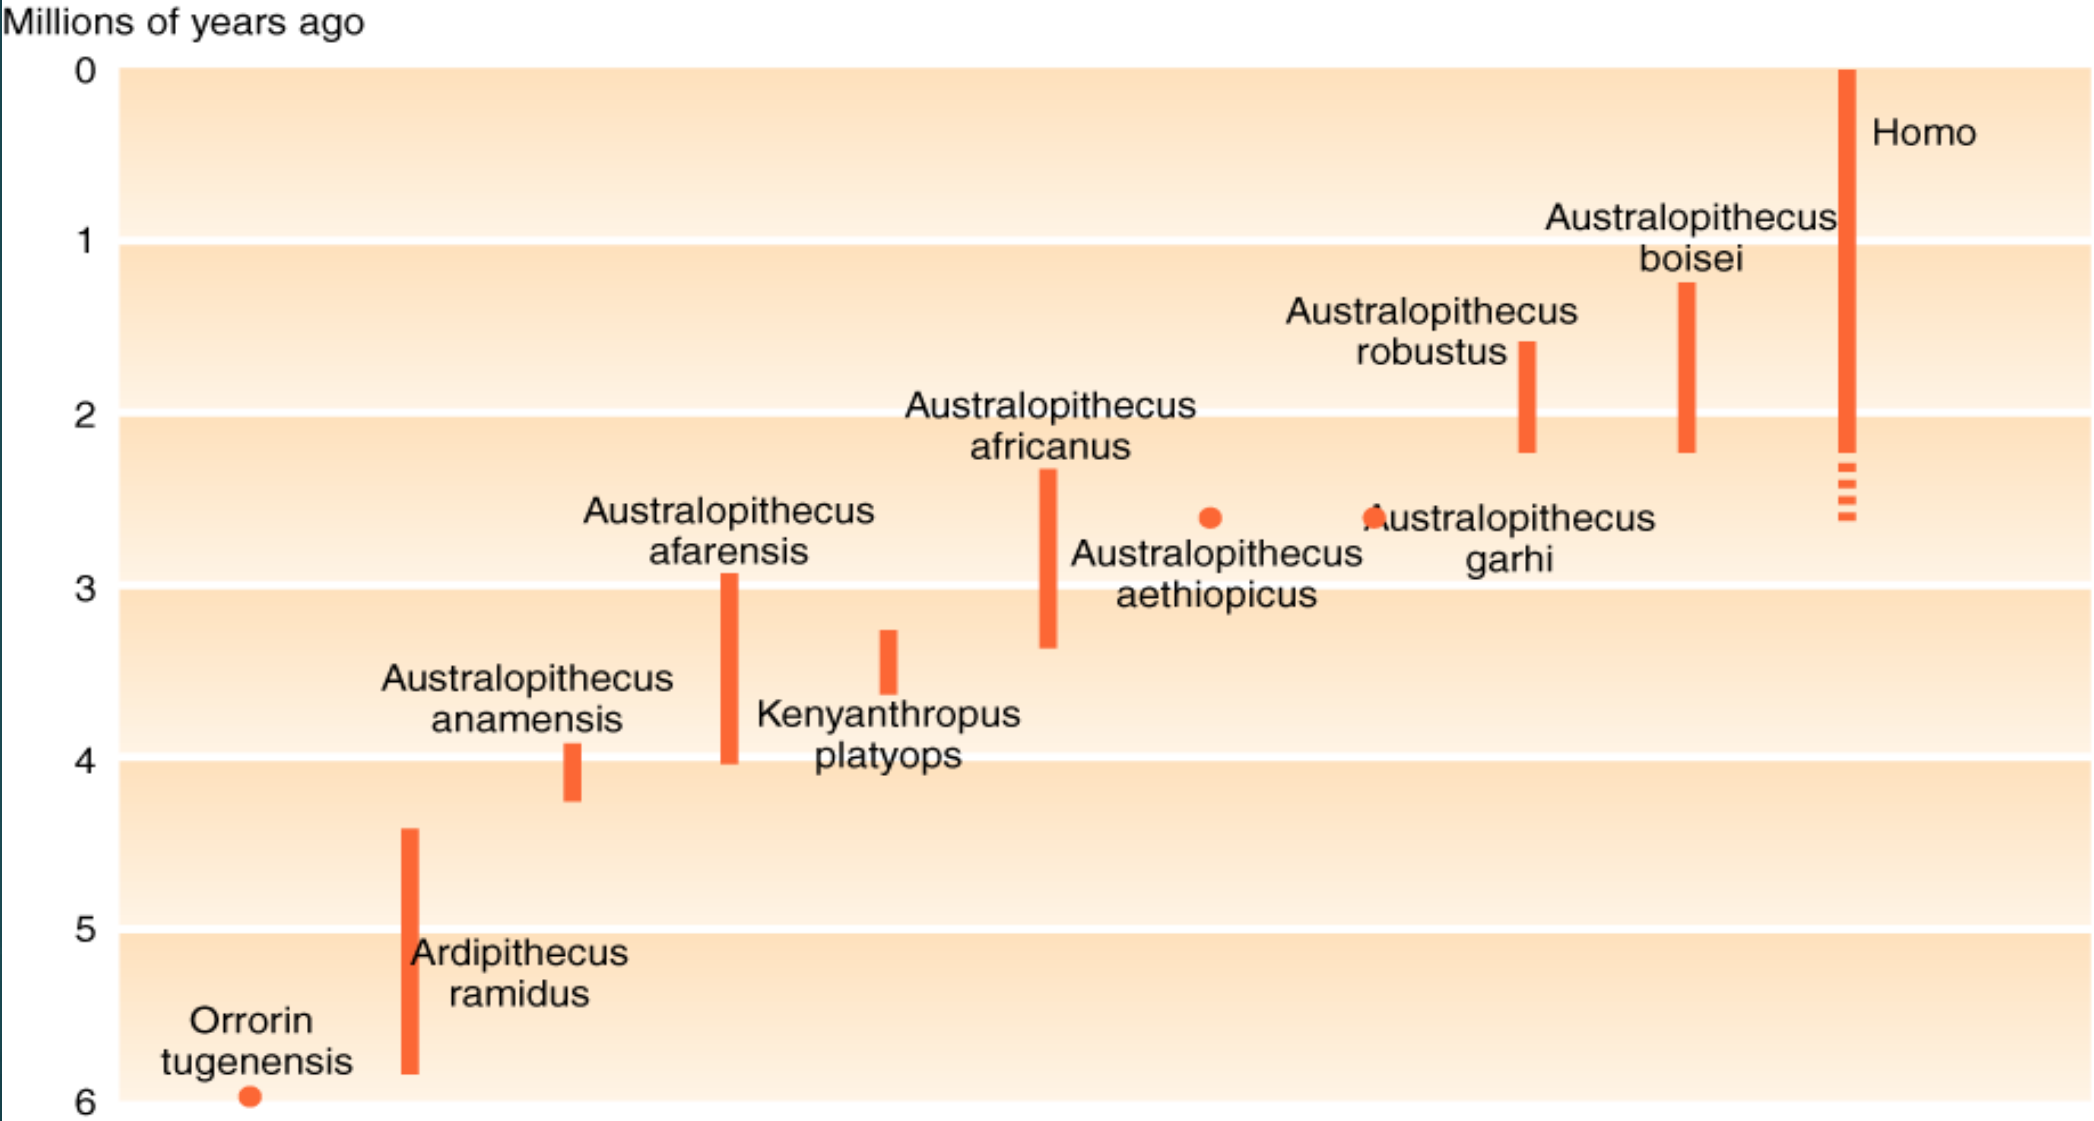 Millions of years ago
0
Homo
Australopithecus
boisei
1
Australopithecus
robustus
2
Australopithecus
africanus
Australopithecus
afarensis
Australopithecus
aethiopicus
Australopithecus
garhi
3
Australopithecus
anamensis
Kenyanthropus
platyops
4
5
Ardipithecus
ramidus
Orrorin
tugenensis
6